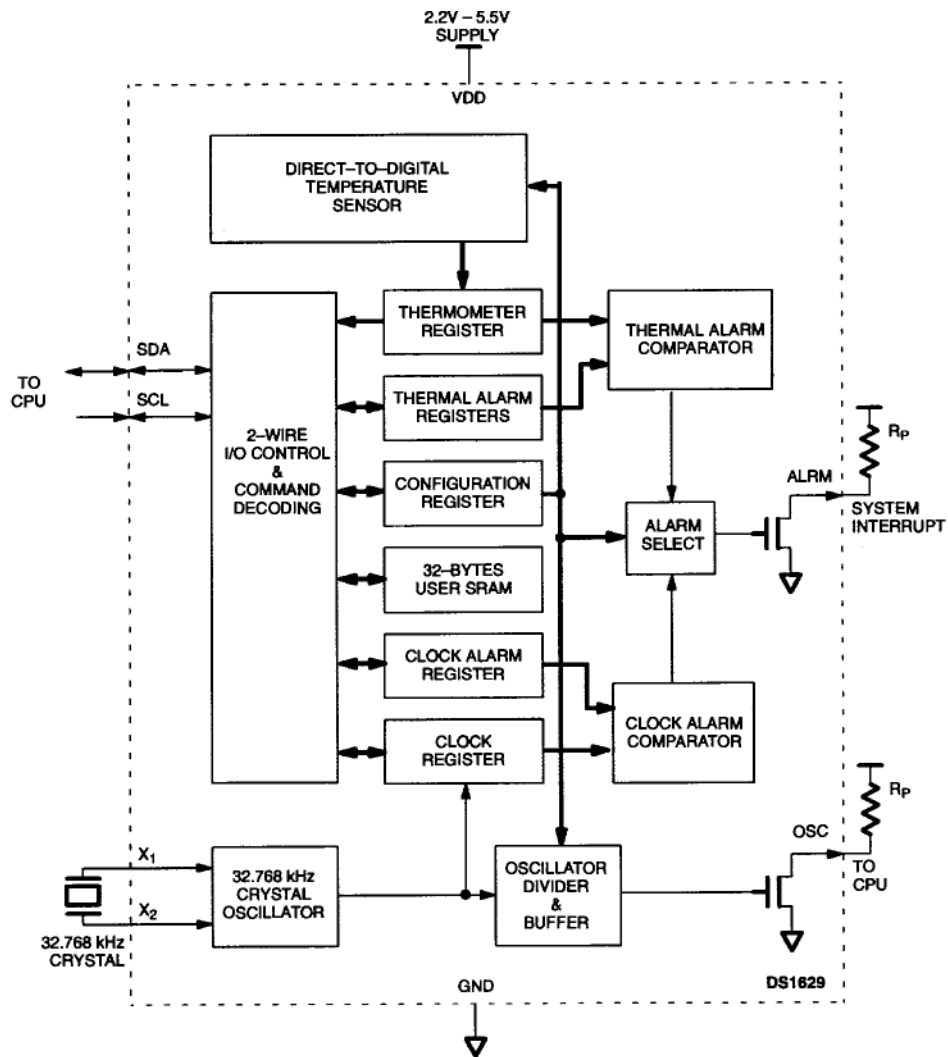 2.2V – 5.5V
SUPPLY
VDD
DIRECT–TO–DIGITAL
TEMPERATURE
SENSOR
THERMOMETER
REGISTER
THERMAL ALARM
COMPARATOR
SDA
TO
CPU
SCL
THERMAL ALARM
REGISTERS
2–WIRE
I/O CONTROL
&
COMMAND
DECODING
CONFIGURATION
REGISTER
ALARM
SELECT
RP
ALRM
SYSTEM
INTERRUPT
32–BYTES
USER SRAM
CLOCK ALARM
REGISTER
CLOCK
REGISTER
CLOCK ALARM
COMPARATOR
RP
OSC
TO
CPU
X1
X2
32.768 kHz
CRYSTAL
32.768 kHz
CRYSTAL
OSCILLATOR
OSCILLATOR
DIVIDER
&
BUFFER
GND
DS1629